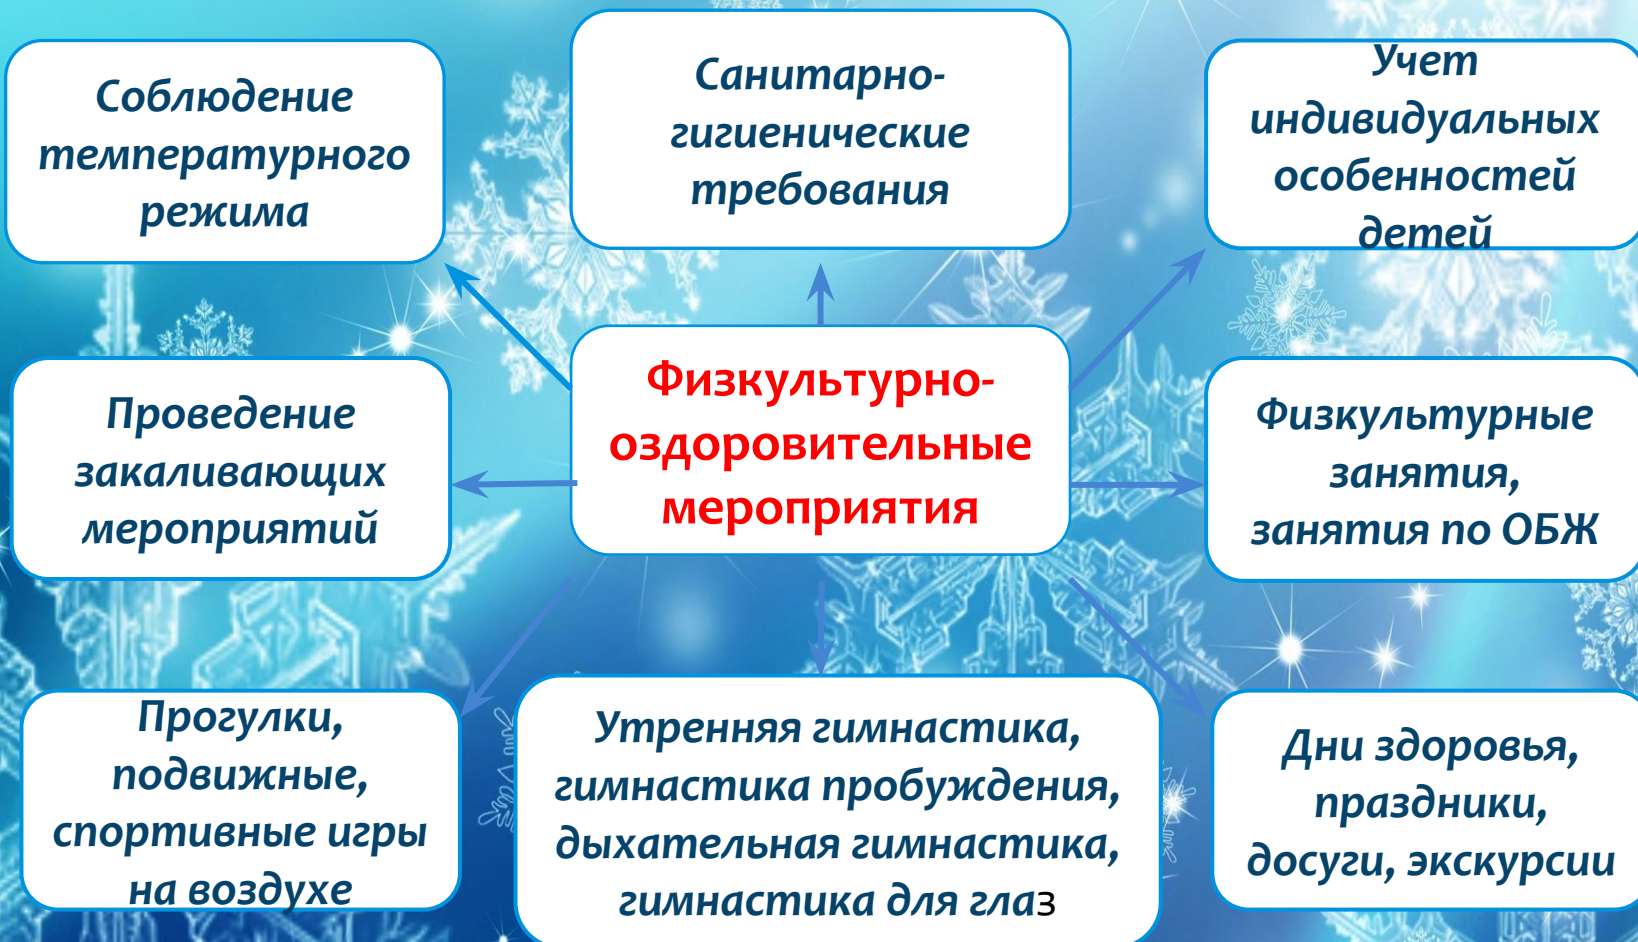 Соблюдение
температурного
режима
Санитарно-
гигиенические
требования
Учет
индивидуальных
особенностей
детей
Проведение
закаливающих
мероприятий
Физкультурно-
оздоровительные
мероприятия
Физкультурные
занятия,
занятия по ОБЖ
Прогулки,
подвижные,
спортивные игры
на воздухе
Утренняя гимнастика,
гимнастика пробуждения,
дыхательная гимнастика,
гимнастика для глаз
Дни здоровья,
праздники,
досуги, экскурсии